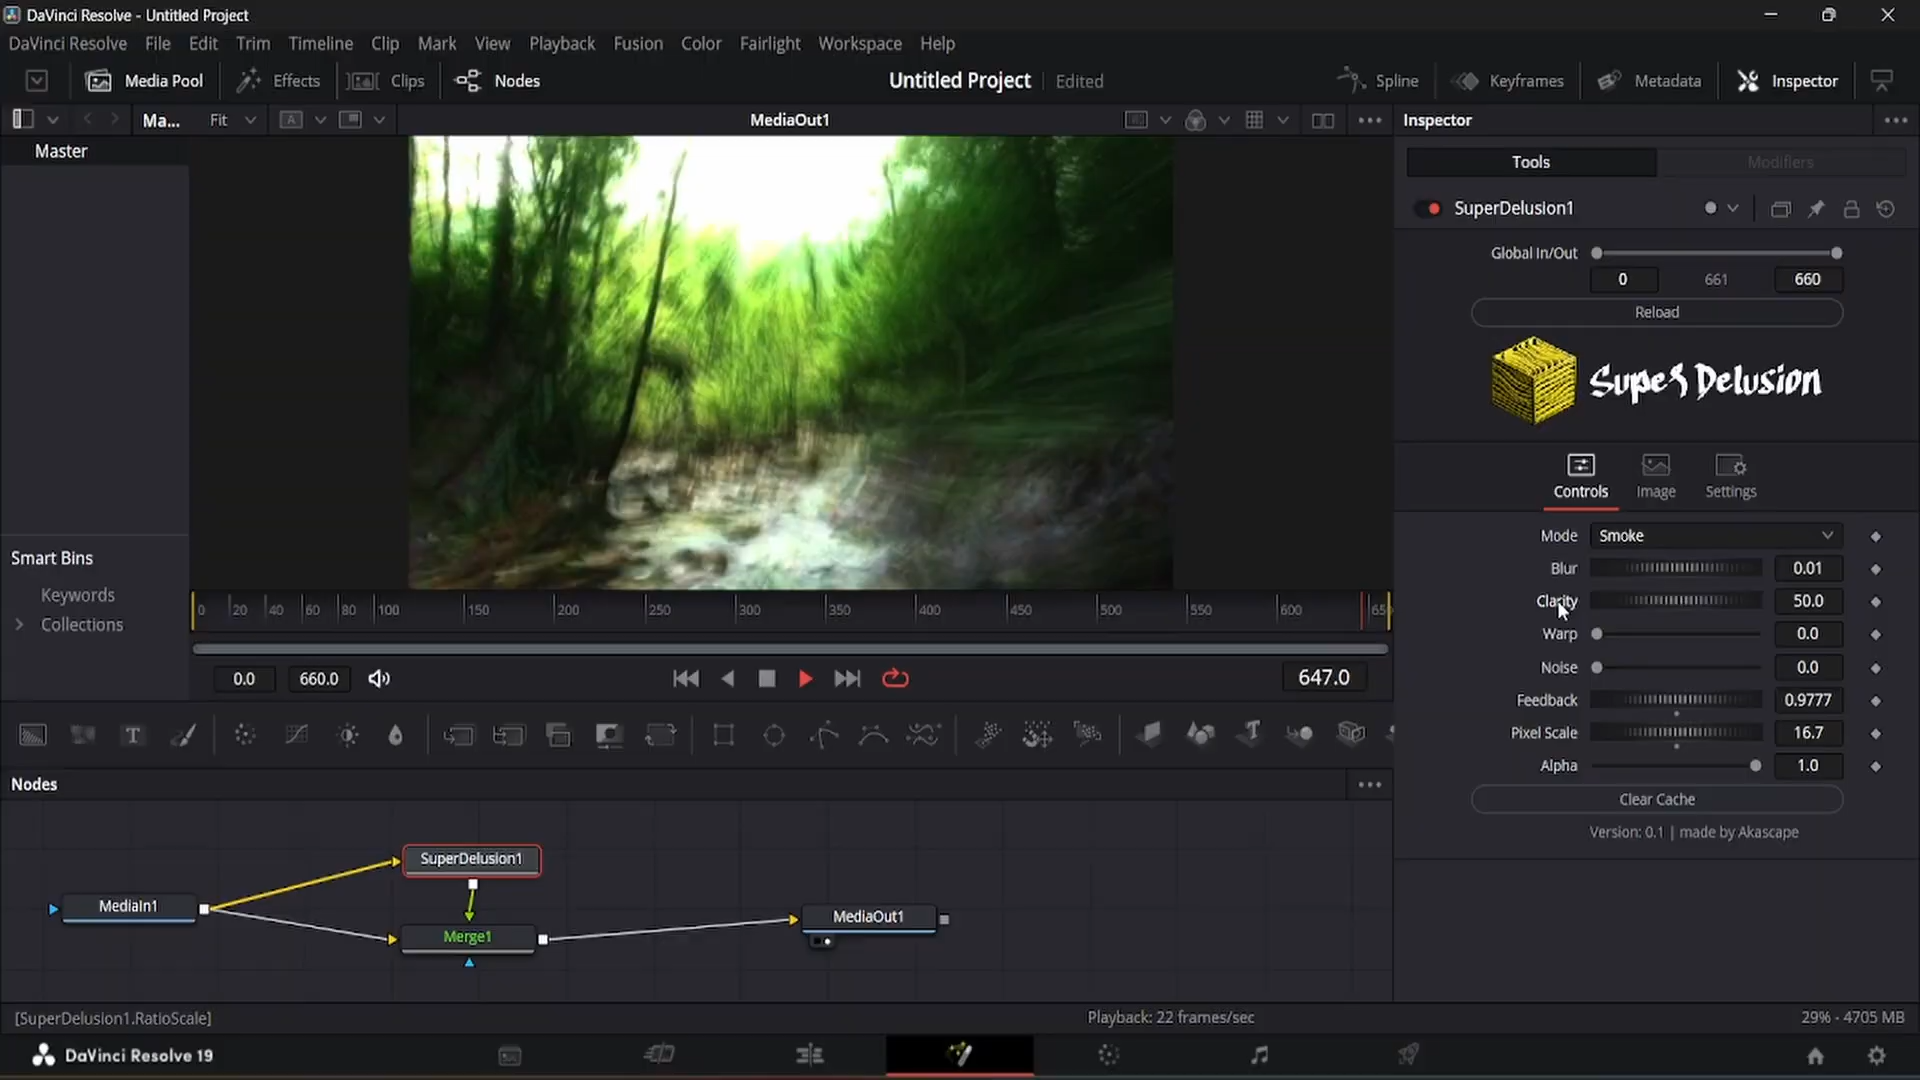 DaVinci Resolve - Untitled Project
DaVinci Resolve File Edit Trim Timeline Clip Mark View Playback Fusion Color Fairlight Workspace Help
Media Pool Effects Clips Nodes Untitled Project Edited Spline Keyframes Metadata Inspector
Ma... Fit A MediaOut1 Inspector
Master
Tools Modifiers
SuperDelusion1
Global In/Out
0 661 660
Reload
Super Delusion
Controls Image Settings
Mode Smoke
Blur 0.01
Clarity 50.0
Warp 0.0
Noise 0.0
Feedback 0.9777
Pixel Scale 16.7
Alpha 1.0
Clear Cache
Version: 0.1 | made by Akascape
Smart Bins
Keywords
Collections
0 20 40 60 80 100 150 200 250 300 350 400 450 500 550 600 650
0.0 660.0 647.0
T T
Nodes
SuperDelusion1
MediaIn1
Merge1
MediaOut1
[SuperDelusion1.RatioScale] Playback: 22 frames/sec 29% - 4705 MB
DaVinci Resolve 19